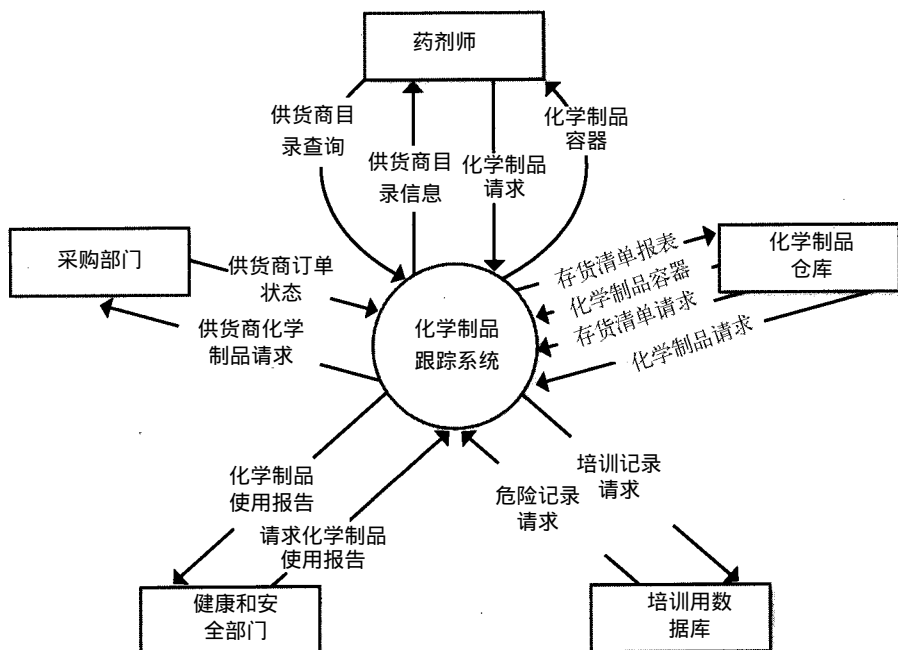 药剂师
供货商目
录查询
供货商目
录信息
化学制品
请求
化学制品
容器
采购部门
供货商订单
状态
供货商化学
制品请求
化学制品
跟踪系统
存货清单报表
化学制品容器
存货清单请求
化学制品请求
化学制品
仓库
化学制品
使用报告
请求化学制品
使用报告
危险记录
请求
培训记录
请求
健康和安
全部门
培训用数
据库